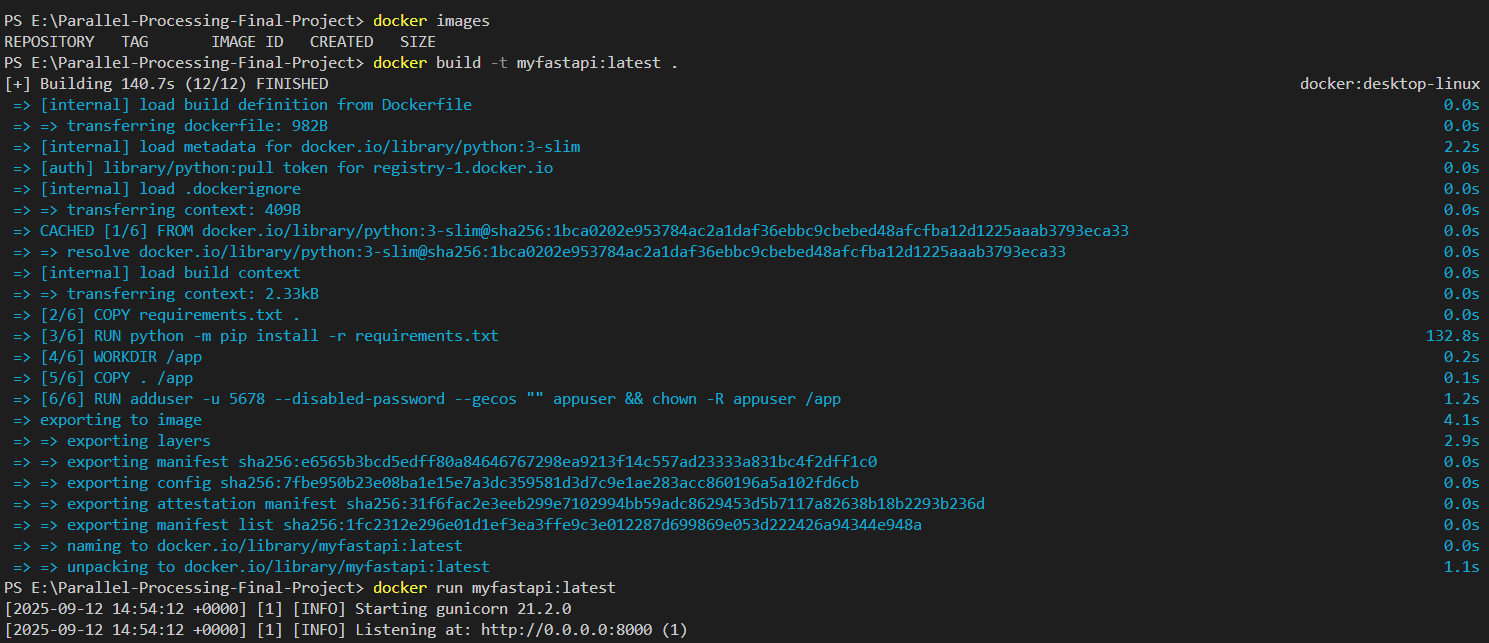 PS E:\Parallel-Processing-Final-Project> docker images
REPOSITORY   TAG       IMAGE ID   CREATED   SIZE
PS E:\Parallel-Processing-Final-Project> docker build -t myfastapi:latest .
[+] Building 140.7s (12/12) FINISHED docker:desktop-linux
=> [internal] load build definition from Dockerfile 0.0s
=> => transferring dockerfile: 982B 0.0s
=> [internal] load metadata for docker.io/library/python:3-slim 2.2s
=> [auth] library/python:pull token for registry-1.docker.io 0.0s
=> [internal] load .dockerignore 0.0s
=> => transferring context: 409B 0.0s
=> CACHED [1/6] FROM docker.io/library/python:3-slim@sha256:1bca0202e953784ac2a1daf36ebbc9cbebed48afcfba12d1225aaab3793eca33 0.0s
=> => resolve docker.io/library/python:3-slim@sha256:1bca0202e953784ac2a1daf36ebbc9cbebed48afcfba12d1225aaab3793eca33 0.0s
=> [internal] load build context 0.0s
=> => transferring context: 2.33kB 0.0s
=> [2/6] COPY requirements.txt . 0.0s
=> [3/6] RUN python -m pip install -r requirements.txt 132.8s
=> [4/6] WORKDIR /app 0.2s
=> [5/6] COPY . /app 0.1s
=> [6/6] RUN adduser -u 5678 --disabled-password --gecos "" appuser && chown -R appuser /app 1.2s
=> exporting to image 4.1s
=> => exporting layers 2.9s
=> => exporting manifest sha256:e6565b3bcd5edff80a84646767298ea9213f14c557ad23333a831bc4f2dff1c0 0.0s
=> => exporting config sha256:7fbe950b23e08ba1e15e7a3dc359581d3d7c9e1ae283acc860196a5a102fd6cb 0.0s
=> => exporting attestation manifest sha256:31f6fac2e3eeb299e7102994bb59adc8629453d5b7117a82638b18b2293b236d 0.0s
=> => exporting manifest list sha256:1fc2312e296e01d1ef3ea3ffe9c3e012287d699869e053d222426a94344e948a 0.0s
=> => naming to docker.io/library/myfastapi:latest 0.0s
=> => unpacking to docker.io/library/myfastapi:latest 1.1s
PS E:\Parallel-Processing-Final-Project> docker run myfastapi:latest
[2025-09-12 14:54:12 +0000] [1] [INFO] Starting gunicorn 21.2.0
[2025-09-12 14:54:12 +0000] [1] [INFO] Listening at: http://0.0.0.0:8000 (1)